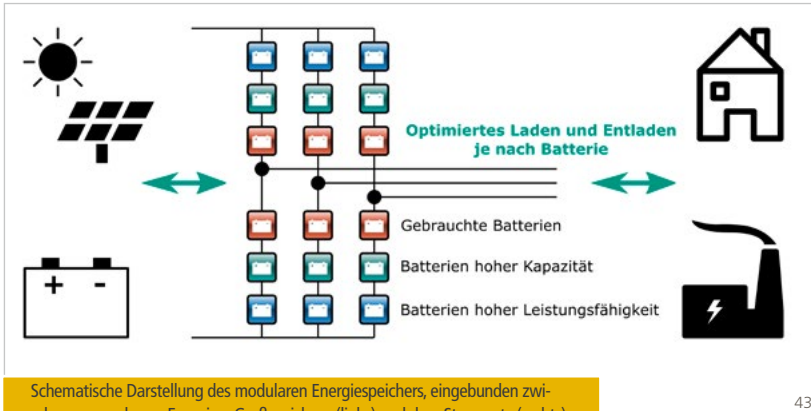 Optimiertes Laden und Entladen
je nach Batterie
+ -
Gebrauchte Batterien
Batterien hoher Kapazität
Batterien hoher Leistungsfähigkeit
Schematische Darstellung des modularen Energiespeichers, eingebunden zwi-
43